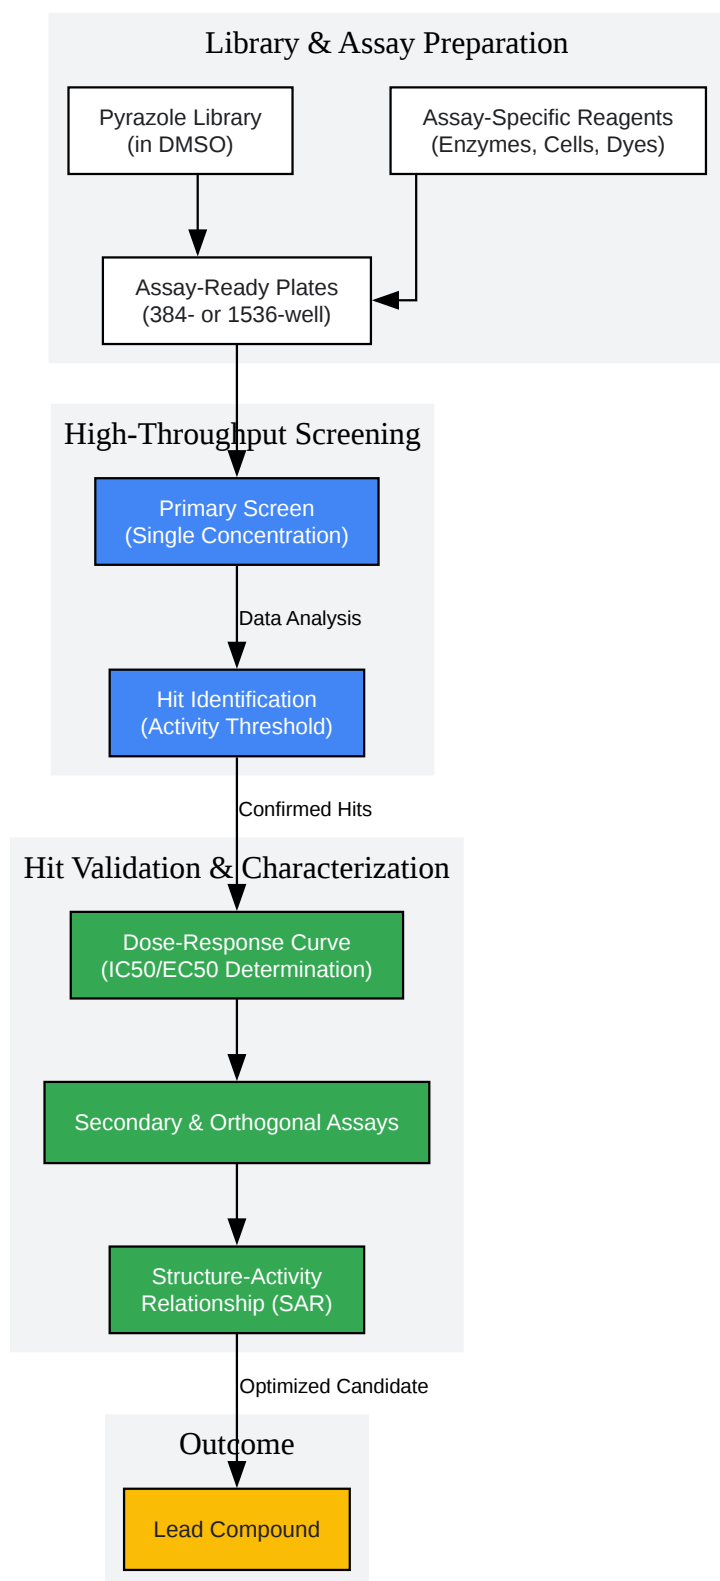 Library & Assay Preparation
Pyrazole Library
(in DMSO)
Assay-Specific Reagents
(Enzymes, Cells, Dyes)
Assay-Ready Plates
(384- or 1536-well)
High-Throughput Screening
Primary Screen
(Single Concentration)
Data Analysis
Hit Identification
(Activity Threshold)
Confirmed Hits
Hit Validation & Characterization
Dose-Response Curve
(IC50/EC50 Determination)
Secondary & Orthogonal Assays
Structure-Activity
Relationship (SAR)
Optimized Candidate
Outcome
Lead Compound